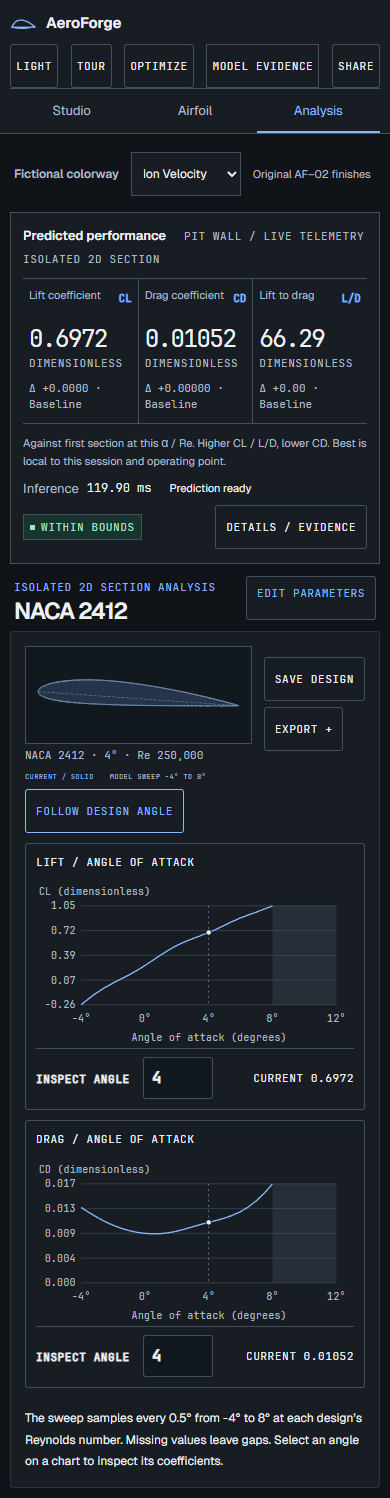 AeroForge
LIGHT TOUR OPTIMIZE MODEL EVIDENCE SHARE
Studio Airfoil Analysis
Fictional colorway Ion Velocity Original AF-02 finishes
Predicted performance PIT WALL / LIVE TELEMETRY
ISOLATED 2D SECTION
Lift coefficient CL Drag coefficient CD Lift to drag L/D
0.6972 0.01052 66.29
DIMENSIONLESS DIMENSIONLESS DIMENSIONLESS
Δ +0.0000 · Δ +0.00000 · Δ +0.00 ·
Baseline Baseline Baseline
Against first section at this α / Re. Higher CL / L/D, lower CD. Best is
local to this session and operating point.
Inference 119.90 ms Prediction ready
WITHIN BOUNDS DETAILS / EVIDENCE
ISOLATED 2D SECTION ANALYSIS
NACA 2412
EDIT PARAMETERS
SAVE DESIGN
EXPORT +
NACA 2412 · 4° · Re 250,000
CURRENT / SOLID MODEL SWEEP -4° TO 8°
FOLLOW DESIGN ANGLE
LIFT / ANGLE OF ATTACK
CL (dimensionless)
1.05
0.72
0.39
0.07
-0.26
-4° 0° 4° 8° 12°
Angle of attack (degrees)
INSPECT ANGLE 4 CURRENT 0.6972
DRAG / ANGLE OF ATTACK
CD (dimensionless)
0.017
0.013
0.009
0.004
0.000
-4° 0° 4° 8° 12°
Angle of attack (degrees)
INSPECT ANGLE 4 CURRENT 0.01052
The sweep samples every 0.5° from -4° to 8° at each design's
Reynolds number. Missing values leave gaps. Select an angle
on a chart to inspect its coefficients.